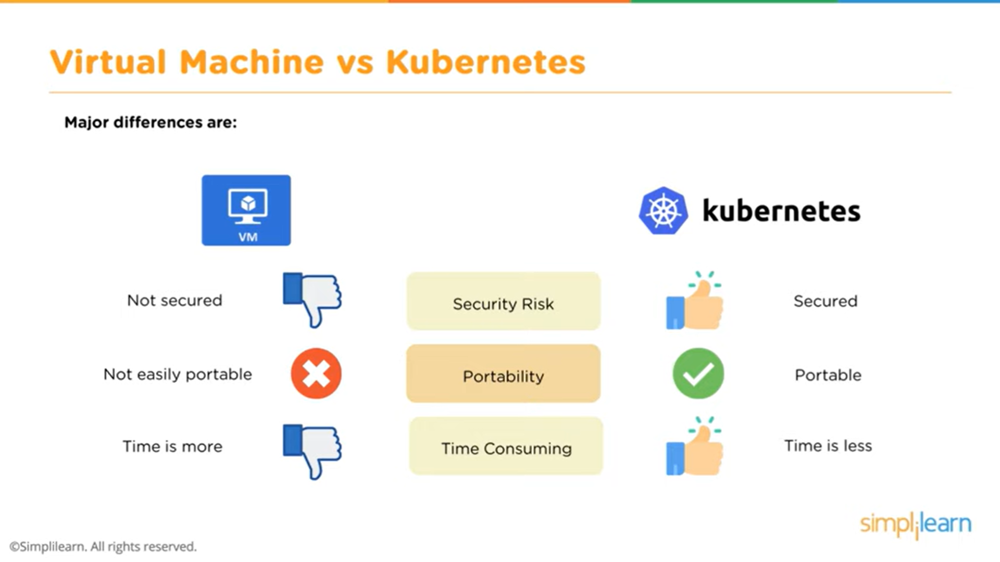 Virtual Machine vs Kubernetes
Major differences are:
VM
kubernetes
Not secured
Security Risk
Secured
Not easily portable
Portability
Portable
Time is more
Time Consuming
Time is less
simplilearn
©Simplilearn. All rights reserved.